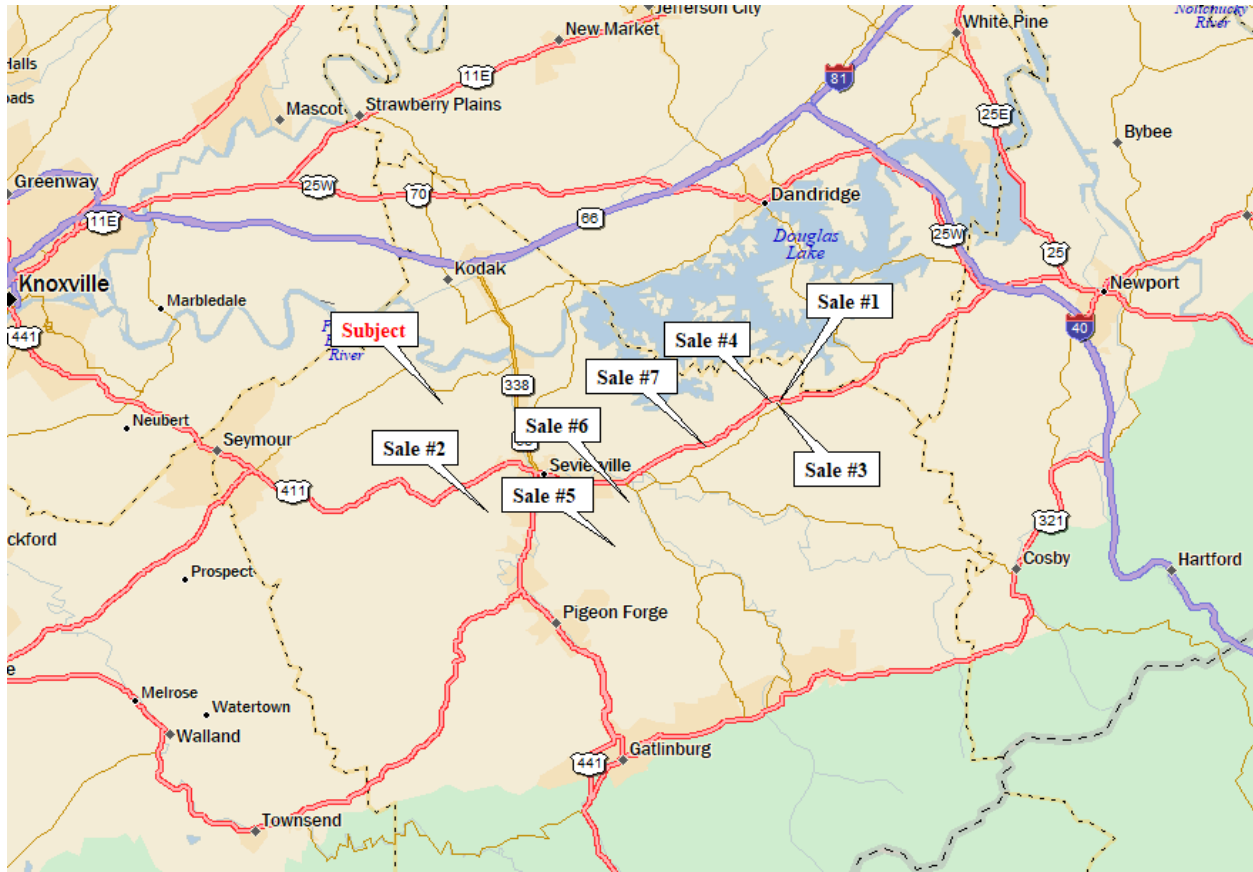 Jefferson City
New Market
White Pine
Nolichucky
River
Halls
oads
11E
81
Mascot
Strawberry Plains
25E
Bybee
Greenway
25W
70
Dandridge
11E
66
Douglas
Lake
25W
25
Kodak
Knoxville
Marbledale
Newport
Sale #1
441
Subject
River
Sale #4
40
Sale #7
338
Neubert
Seymour
Sale #6
Sale #2
Sevierville
Sale #3
411
Sale #5
321
ckford
Prospect
Cosby
Hartford
Pigeon Forge
e
Melrose
Watertown
Walland
Gatlinburg
441
Townsend